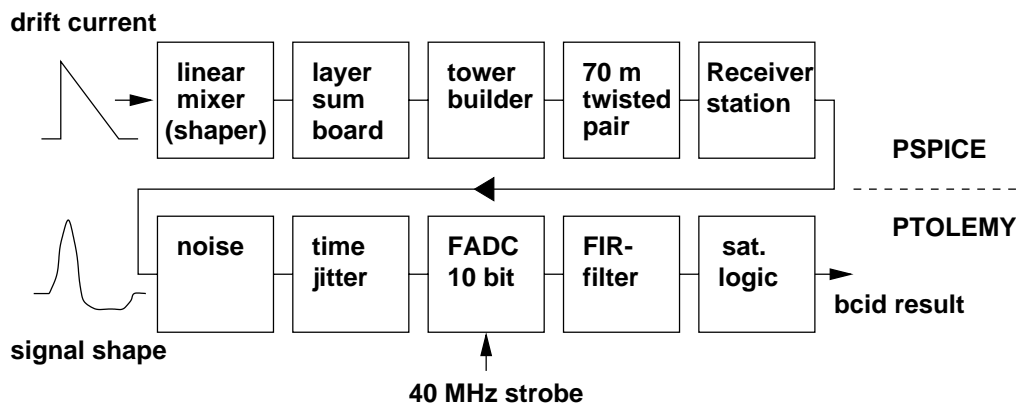 drift current
linear
mixer
(shaper)
layer
sum
board
tower
builder
70 m
twisted
pair
Receiver
station
PSPICE
PTOLEMY
noise
time
jitter
FADC
10 bit
FIR-
filter
sat.
logic
bcid result
signal shape
40 MHz strobe